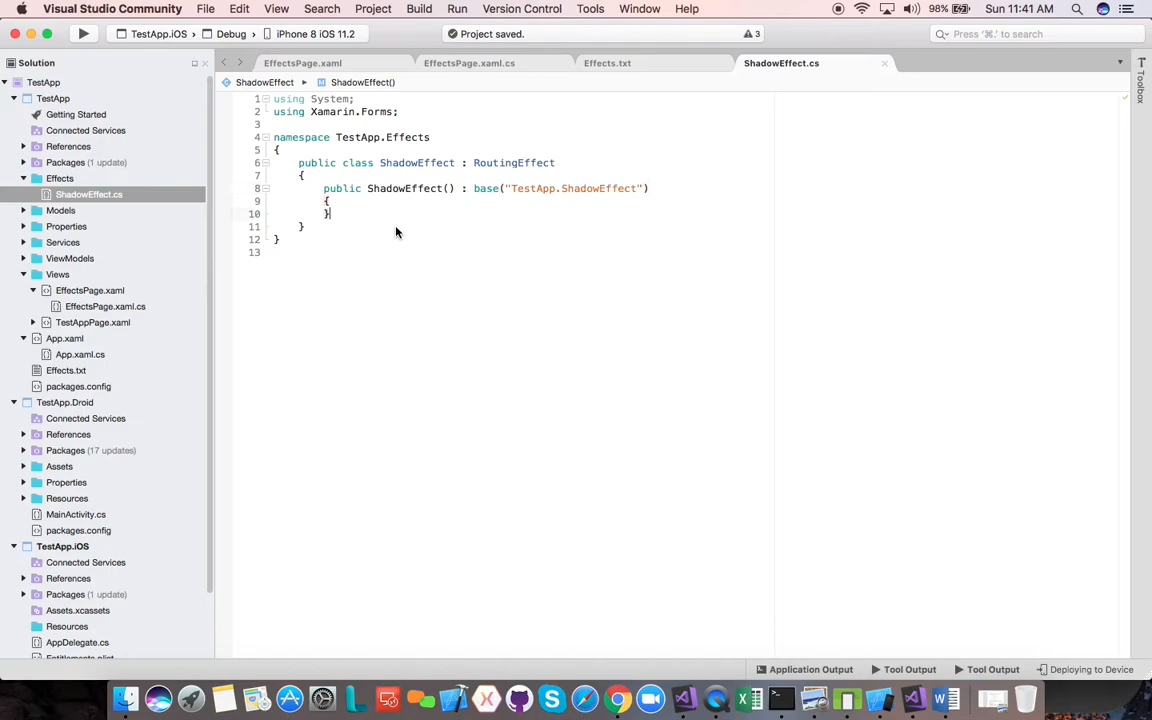 Visual Studio Community File Edit View Search Project Build Run Version Control Tools Window Help 98% Sun 11:41 AM
TestApp.iOS > Debug > iPhone 8 iOS 11.2 Project saved. 3 Press '⌘.' to search
Solution
EffectsPage.xaml EffectsPage.xaml.cs Effects.txt ShadowEffect.cs
ShadowEffect ShadowEffect()
Toolbox
TestApp
TestApp
Getting Started
Connected Services
References
Packages (1 update)
Effects
ShadowEffect.cs
Models
Properties
Services
ViewModels
Views
EffectsPage.xaml
EffectsPage.xaml.cs
TestAppPage.xaml
App.xaml
App.xaml.cs
Effects.txt
packages.config
TestApp.Droid
Connected Services
References
Packages (17 updates)
Assets
Properties
Resources
MainActivity.cs
packages.config
TestApp.iOS
Connected Services
References
Packages (1 update)
Assets.xcassets
Resources
AppDelegate.cs
Entitlements.plist
1 using System;
2 using Xamarin.Forms;
3
4 namespace TestApp.Effects
5 {
6 public class ShadowEffect : RoutingEffect
7 {
8 public ShadowEffect() : base("TestApp.ShadowEffect")
9 {
10 }
11 }
12 }
13
Application Output Tool Output Tool Output Deploying to Device